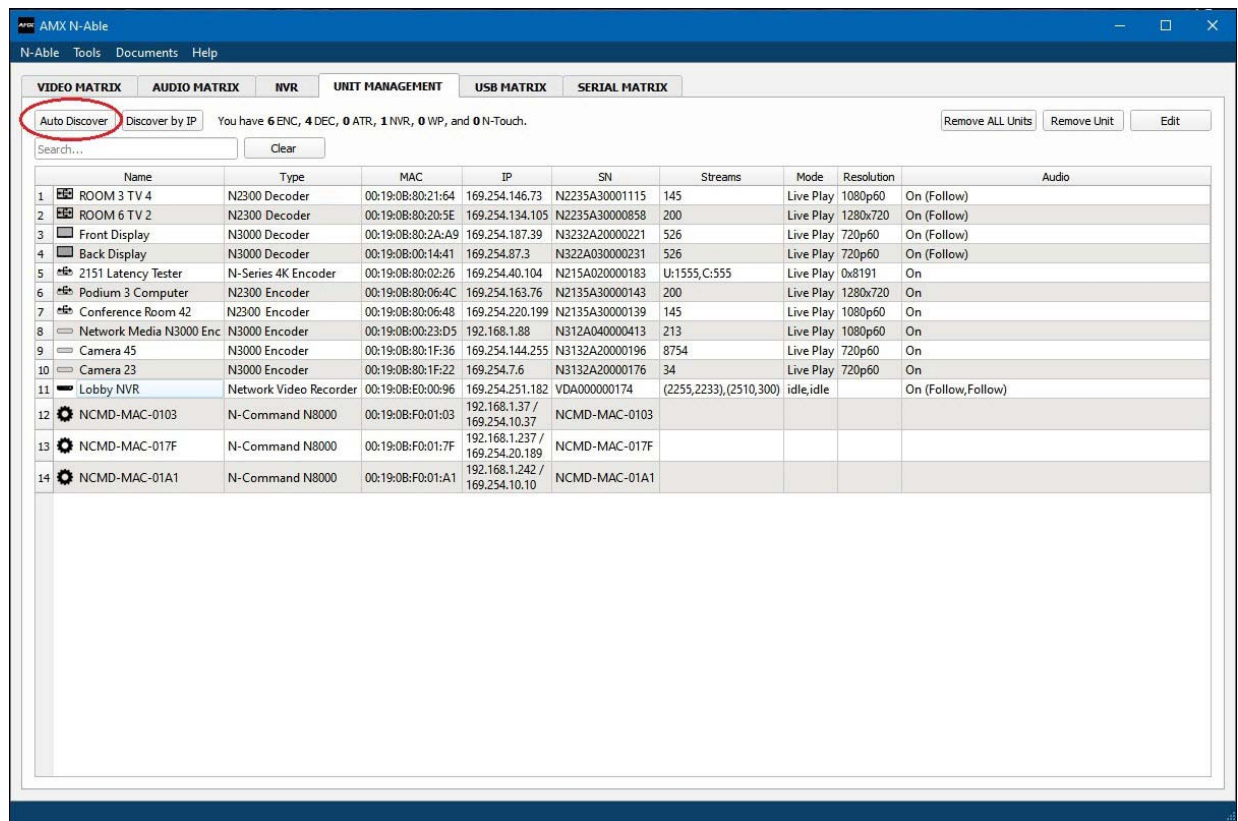 AMX AMX N-Able
N-Able Tools Documents Help
VIDEO MATRIX AUDIO MATRIX NVR UNIT MANAGEMENT USB MATRIX SERIAL MATRIX
Auto Discover Discover by IP You have 6 ENC, 4 DEC, 0 ATR, 1 NVR, 0 WP, and 0 N-Touch. Remove ALL Units Remove Unit Edit
Search... Clear
Name Type MAC IP SN Streams Mode Resolution Audio
1 ROOM 3 TV 4 N2300 Decoder 00:19:0B:80:21:64 169.254.146.73 N2235A30001115 145 Live Play 1080p60 On (Follow)
2 ROOM 6 TV 2 N2300 Decoder 00:19:0B:80:20:5E 169.254.134.105 N2235A30000858 200 Live Play 1280x720 On (Follow)
3 Front Display N3000 Decoder 00:19:0B:80:2A:A9 169.254.187.39 N3232A20000221 526 Live Play 720p60 On (Follow)
4 Back Display N3000 Decoder 00:19:0B:00:14:41 169.254.87.3 N322A030000231 526 Live Play 720p60 On (Follow)
5 2151 Latency Tester N-Series 4K Encoder 00:19:0B:80:02:26 169.254.40.104 N215A020000183 U:1555,C:555 Live Play 0x8191 On
6 Podium 3 Computer N2300 Encoder 00:19:0B:80:06:4C 169.254.163.76 N2135A30000143 200 Live Play 1280x720 On
7 Conference Room 42 N2300 Encoder 00:19:0B:80:06:48 169.254.220.199 N2135A30000139 145 Live Play 1080p60 On
8 Network Media N3000 Enc N3000 Encoder 00:19:0B:00:23:D5 192.168.1.88 N312A040000413 213 Live Play 1080p60 On
9 Camera 45 N3000 Encoder 00:19:0B:80:1F:36 169.254.144.255 N3132A20000196 8754 Live Play 720p60 On
10 Camera 23 N3000 Encoder 00:19:0B:80:1F:22 169.254.7.6 N3132A20000176 34 Live Play 720p60 On
11 Lobby NVR Network Video Recorder 00:19:0B:E0:00:96 169.254.251.182 VDA000000174 (2255,2233),(2510,300) idle,idle On (Follow,Follow)
12 NCMD-MAC-0103 N-Command N8000 00:19:0B:F0:01:03 192.168.1.37 / 169.254.10.37 NCMD-MAC-0103
13 NCMD-MAC-017F N-Command N8000 00:19:0B:F0:01:7F 192.168.1.237 / 169.254.20.189 NCMD-MAC-017F
14 NCMD-MAC-01A1 N-Command N8000 00:19:0B:F0:01:A1 192.168.1.242 / 169.254.10.10 NCMD-MAC-01A1